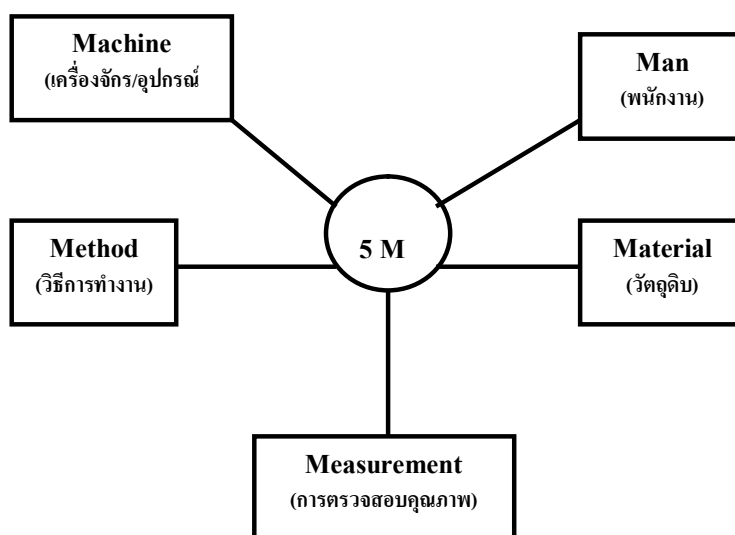 Machine
(เครื่องจักร/อุปกรณ์
Man
(พนักงาน)
5 M
Method
(วิธีการทำงาน)
Material
(วัตถุดิบ)
Measurement
(การตรวจสอบคุณภาพ)